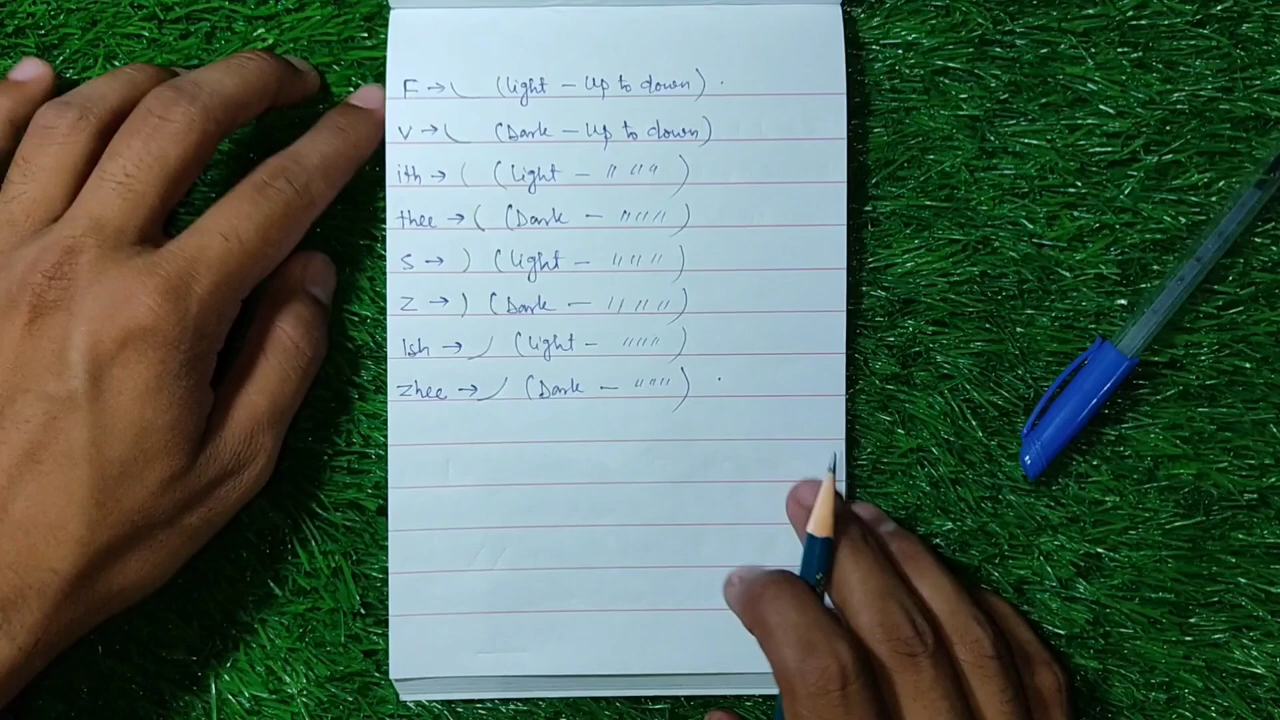 F → ( (light - Up to down) .
V → ( (Dark - Up to down)
ith → ( (light - " " ")
thee → ( (Dark - " " ")
S → ) (light - " " ")
Z → ) (Dark - " " ")
Ish → ) (light - " " ")
Zhee → ) (Dark - " " ") .